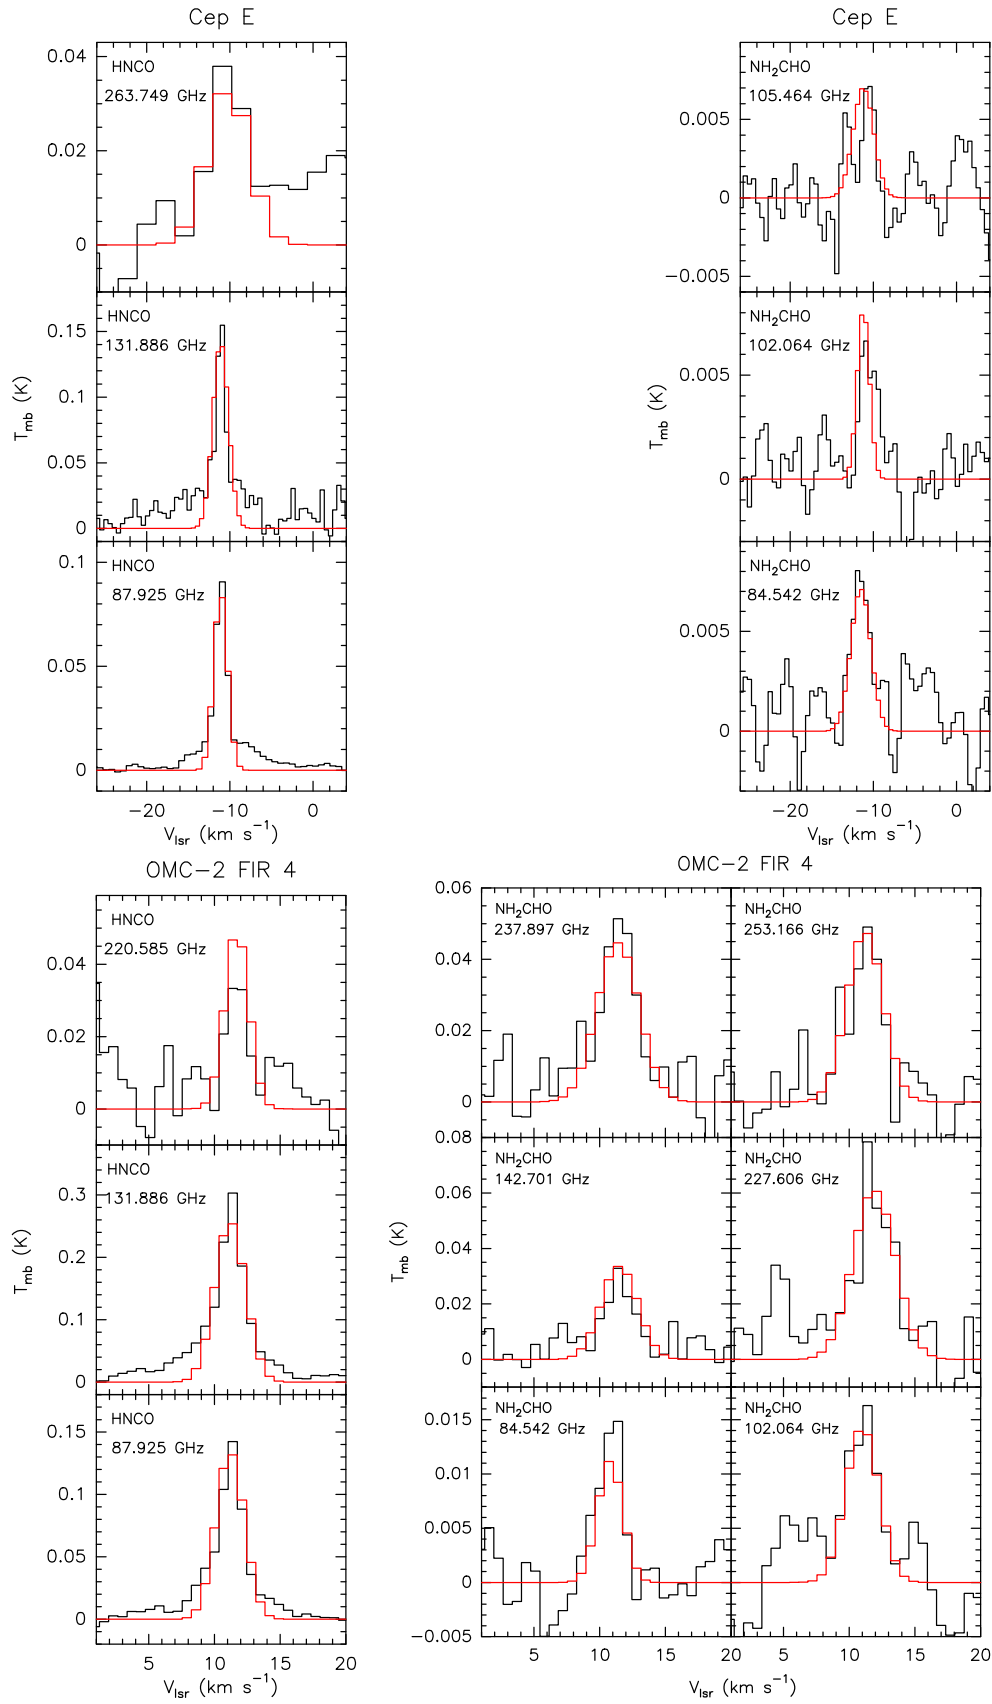 Cep E
HNCO
263.749 GHz
0.04
0.02
0
HNCO
131.886 GHz
0.15
0.1
0.05
0
T_mb (K)
HNCO
87.925 GHz
0.1
0.05
0
−20 −10 0
V_lsr (km s⁻¹)
Cep E
NH₂CHO
105.464 GHz
0.005
0
−0.005
NH₂CHO
102.064 GHz
0.005
0
T_mb (K)
NH₂CHO
84.542 GHz
0.005
0
−20 −10 0
V_lsr (km s⁻¹)
OMC−2 FIR 4
HNCO
220.585 GHz
0.04
0.02
0
HNCO
131.886 GHz
0.3
0.2
0.1
0
T_mb (K)
HNCO
87.925 GHz
0.15
0.1
0.05
0
5 10 15 20
V_lsr (km s⁻¹)
OMC−2 FIR 4
0.06
NH₂CHO
237.897 GHz
0.04
0.02
0
NH₂CHO
253.166 GHz
0.08
NH₂CHO
142.701 GHz
0.06
0.04
0.02
0
T_mb (K)
NH₂CHO
227.606 GHz
NH₂CHO
84.542 GHz
0.015
0.01
0.005
0
−0.005
NH₂CHO
102.064 GHz
5 10 15 20 5 10 15 20
V_lsr (km s⁻¹)